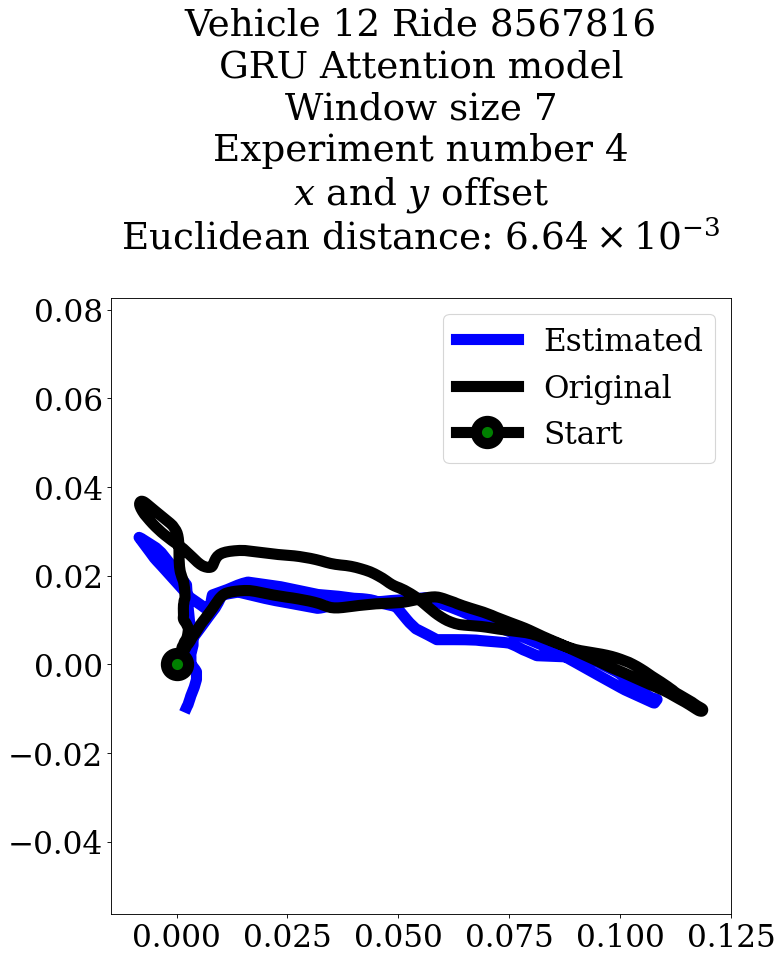 Vehicle 12 Ride 8567816
GRU Attention model
Window size 7
Experiment number 4
x and y offset
Euclidean distance: 6.64 × 10⁻³
Estimated
Original
Start
0.08
0.06
0.04
0.02
0.00
−0.02
−0.04
0.000 0.025 0.050 0.075 0.100 0.125